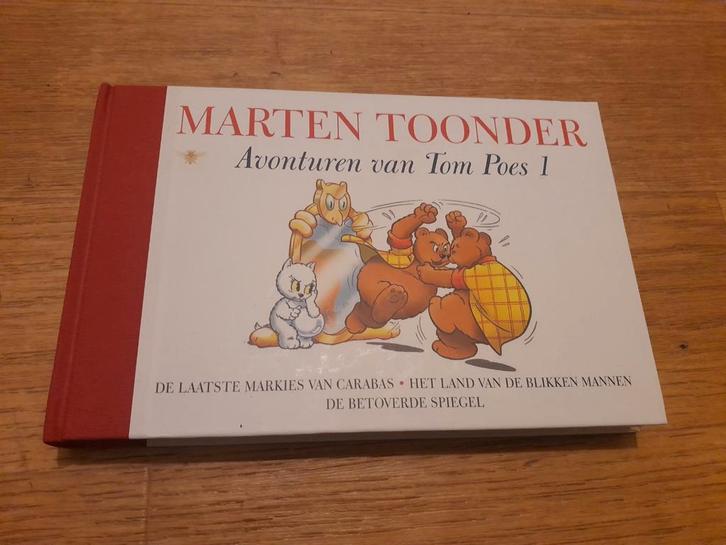 MARTEN TOONDER
Avonturen van Tom Poes 1
DE LAATSTE MARKIES VAN CARABAS • HET LAND VAN DE BLIKKEN MANNEN
DE BETOVERDE SPIEGEL